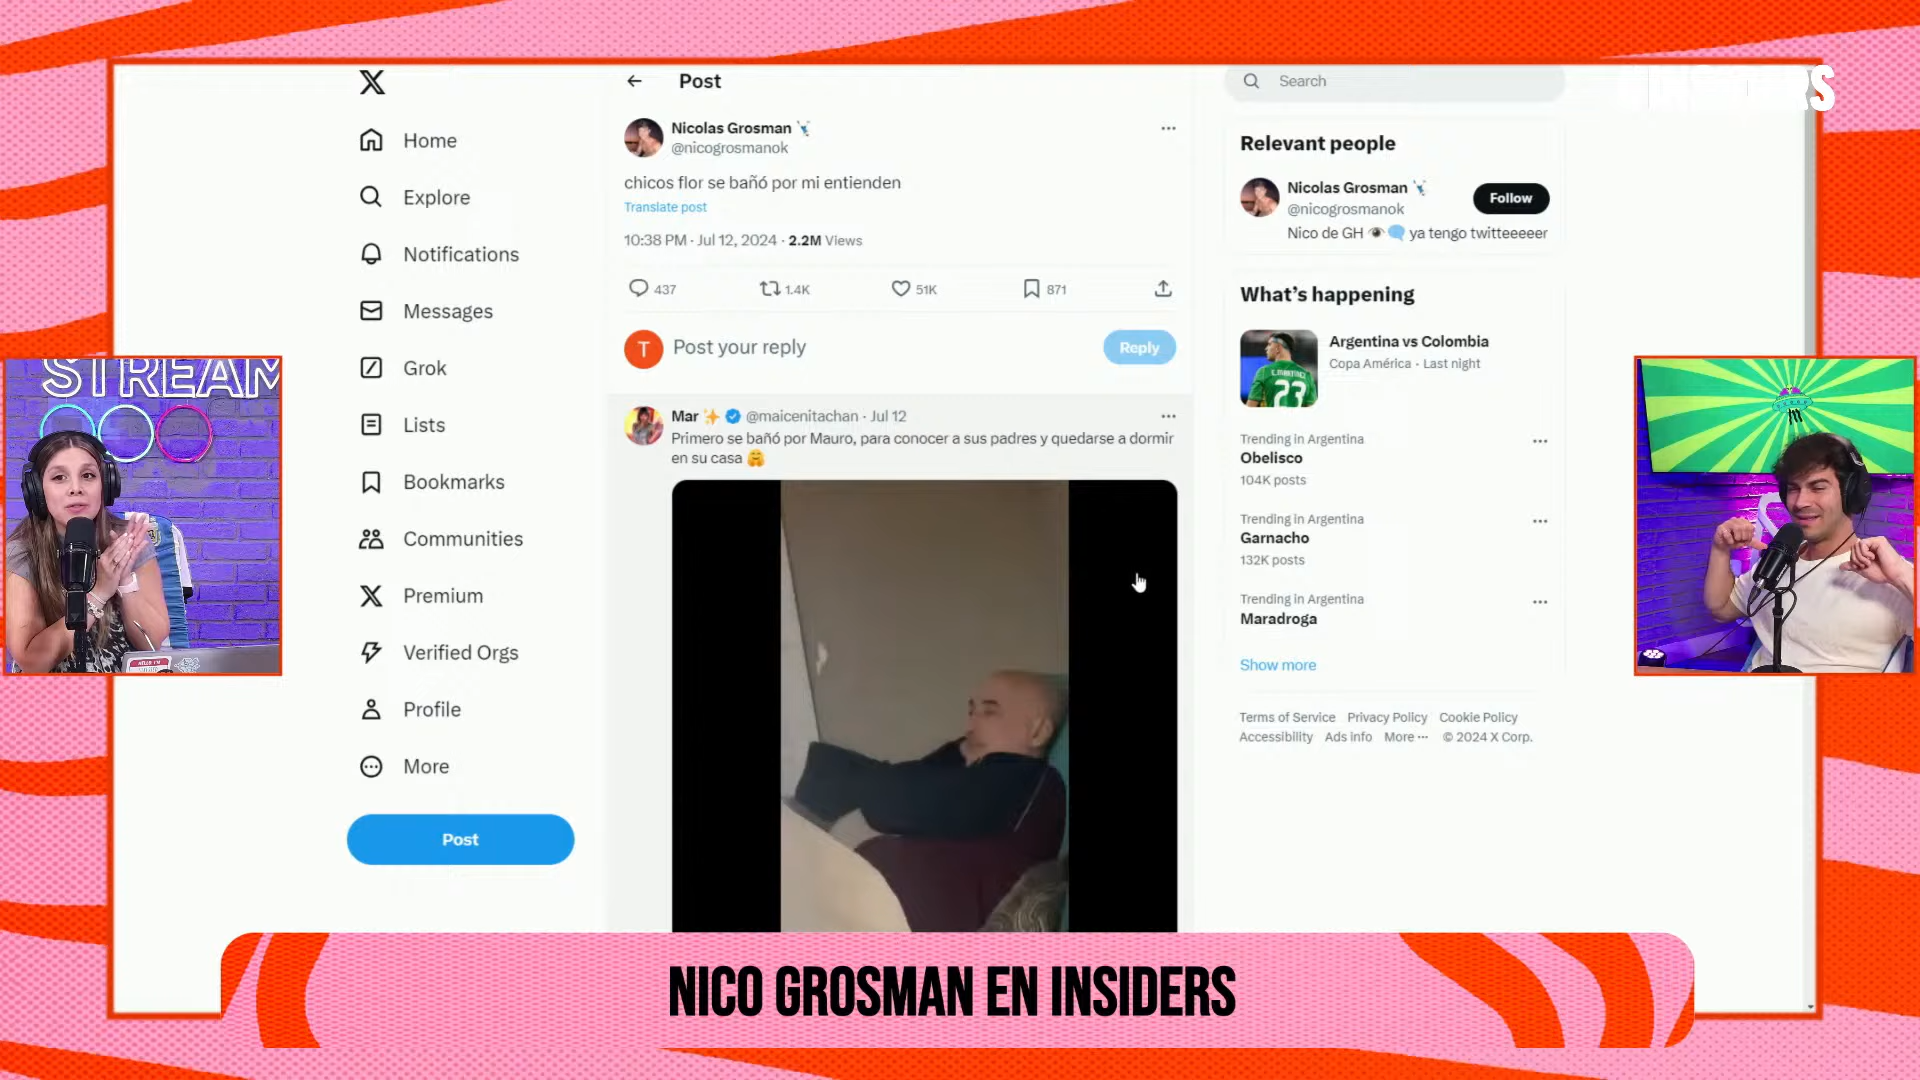 Post
Search
Nicolas Grosman
@nicogrosmanok
chicos flor se bañó por mi entienden
Translate post
10:38 PM · Jul 12, 2024 · 2.2M Views
437
1.4K
51K
871
T
Post your reply
Reply
Mar ✨ @maicenitachan · Jul 12
Primero se bañó por Mauro, para conocer a sus padres y quedarse a dormir
en su casa 🤗
Home
Explore
Notifications
Messages
Grok
Lists
Bookmarks
Communities
Premium
Verified Orgs
Profile
More
Post
Relevant people
Nicolas Grosman
@nicogrosmanok
Follow
Nico de GH 👁️🗨️ ya tengo twitteeeeer
What's happening
Argentina vs Colombia
Copa América · Last night
23
Trending in Argentina
Obelisco
104K posts
Trending in Argentina
Garnacho
132K posts
Trending in Argentina
Maradroga
Show more
Terms of Service Privacy Policy Cookie Policy
Accessibility Ads info More ··· © 2024 X Corp.
STREAM
NICO GROSMAN EN INSIDERS